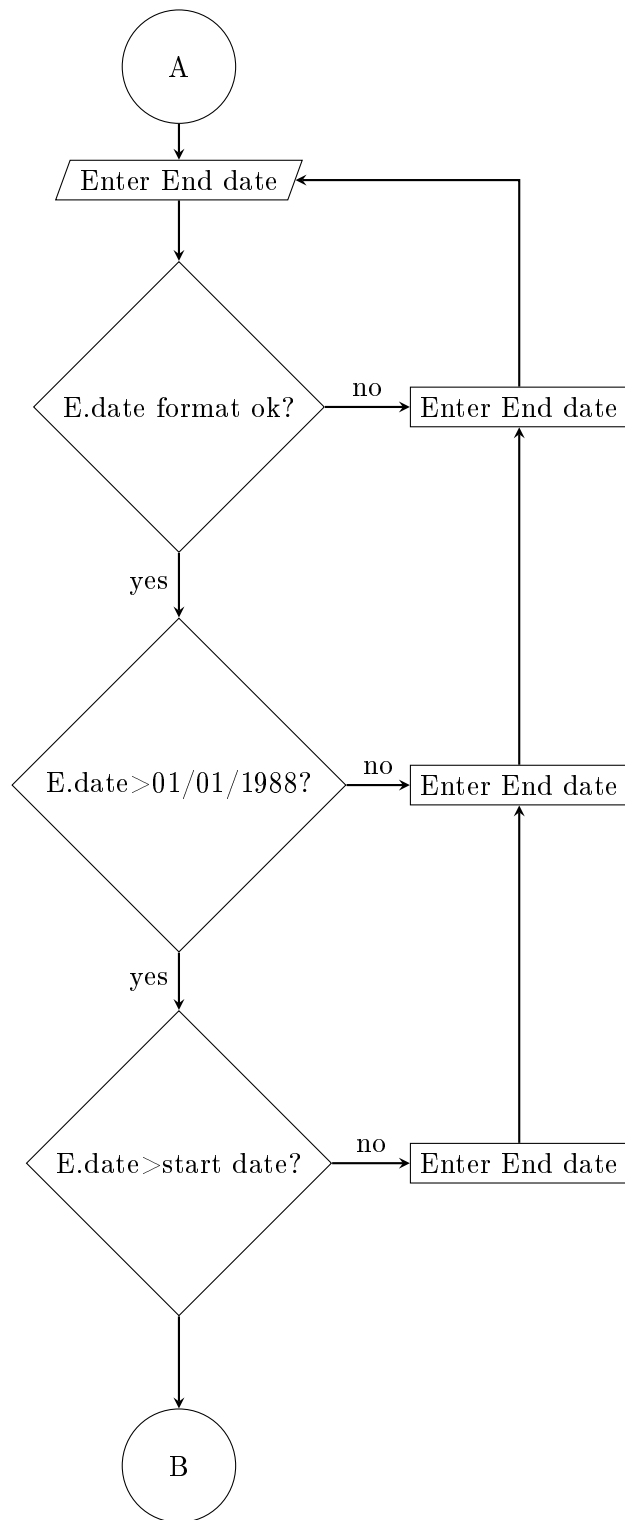 A
Enter End date
E.date format ok?
no
Enter End date
yes
E.date>01/01/1988?
no
Enter End date
yes
E.date>start date?
no
Enter End date
B